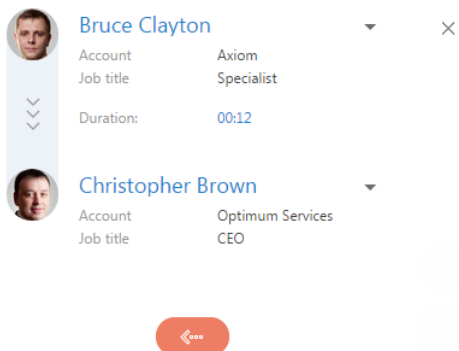 Bruce Clayton
Account Axiom
Job title Specialist
Duration: 00:12
Christopher Brown
Account Optimum Services
Job title CEO